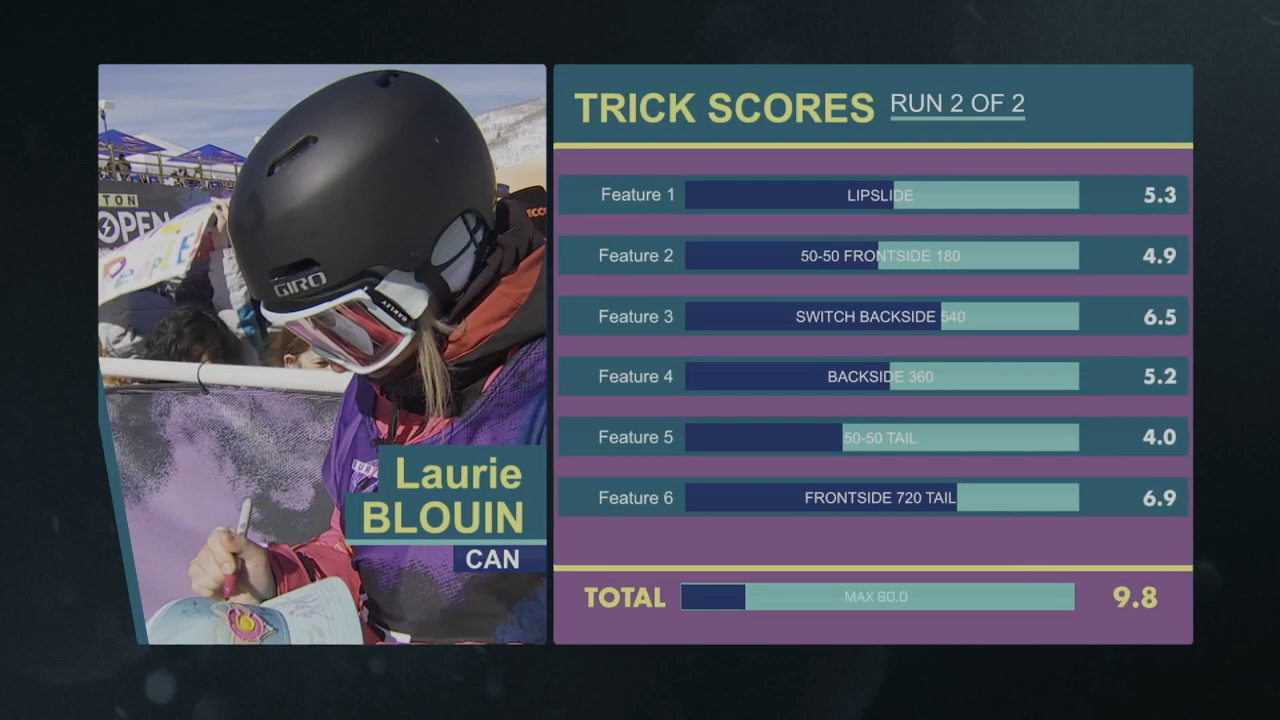 TON
OPEN
PEOPLE
GIRO
OAKLEY
Laurie
BLOUIN
CAN
TRICK SCORES RUN 2 OF 2
Feature 1 LIPSLIDE 5.3
Feature 2 50-50 FRONTSIDE 180 4.9
Feature 3 SWITCH BACKSIDE 540 6.5
Feature 4 BACKSIDE 360 5.2
Feature 5 50-50 TAIL 4.0
Feature 6 FRONTSIDE 720 TAIL 6.9
TOTAL MAX 60.0 9.8